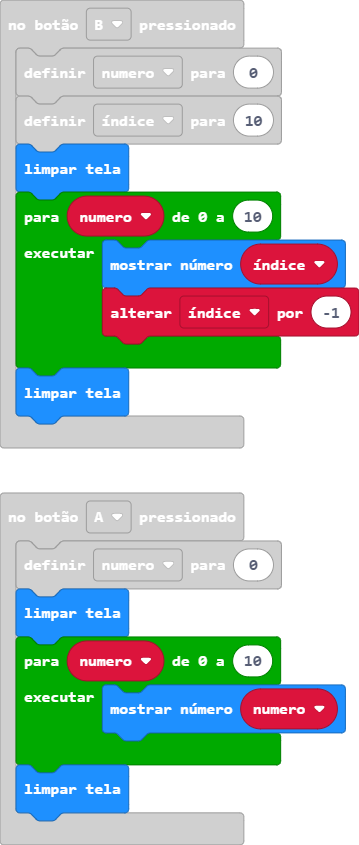 no botão B pressionado
definir numero para 0
definir índice para 10
limpar tela
para numero de 0 a 10
executar mostrar número índice
alterar índice por -1
limpar tela
no botão A pressionado
definir numero para 0
limpar tela
para numero de 0 a 10
executar mostrar número numero
limpar tela